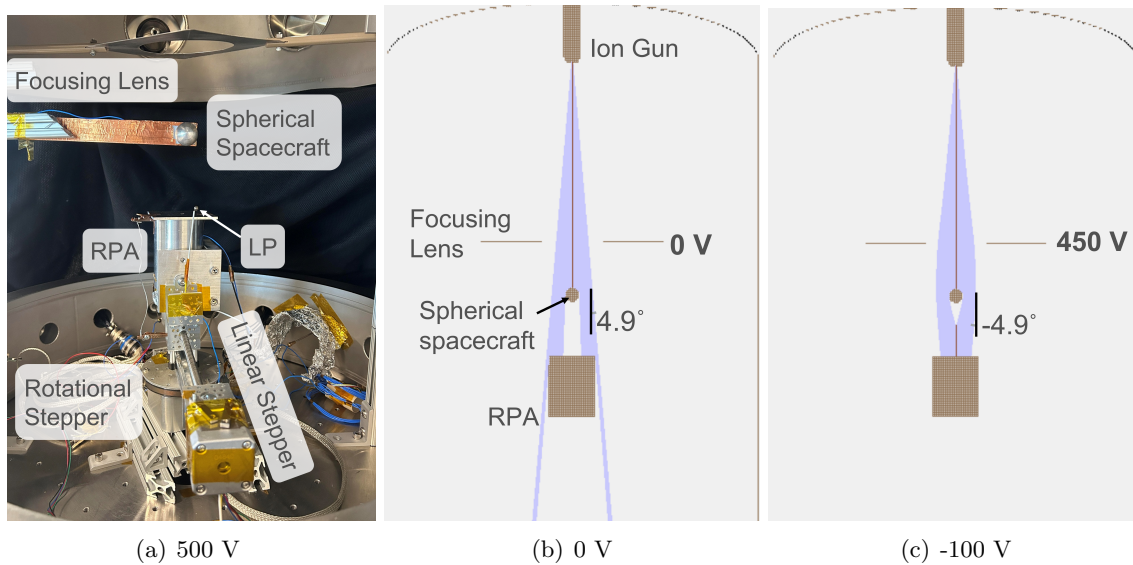 Focusing Lens
Spherical
Spacecraft
RPA
LP
Linear Stepper
Rotational
Stepper
(a) 500 V
Ion Gun
Focusing
Lens
0 V
Spherical
spacecraft
4.9°
RPA
(b) 0 V
450 V
-4.9°
(c) -100 V